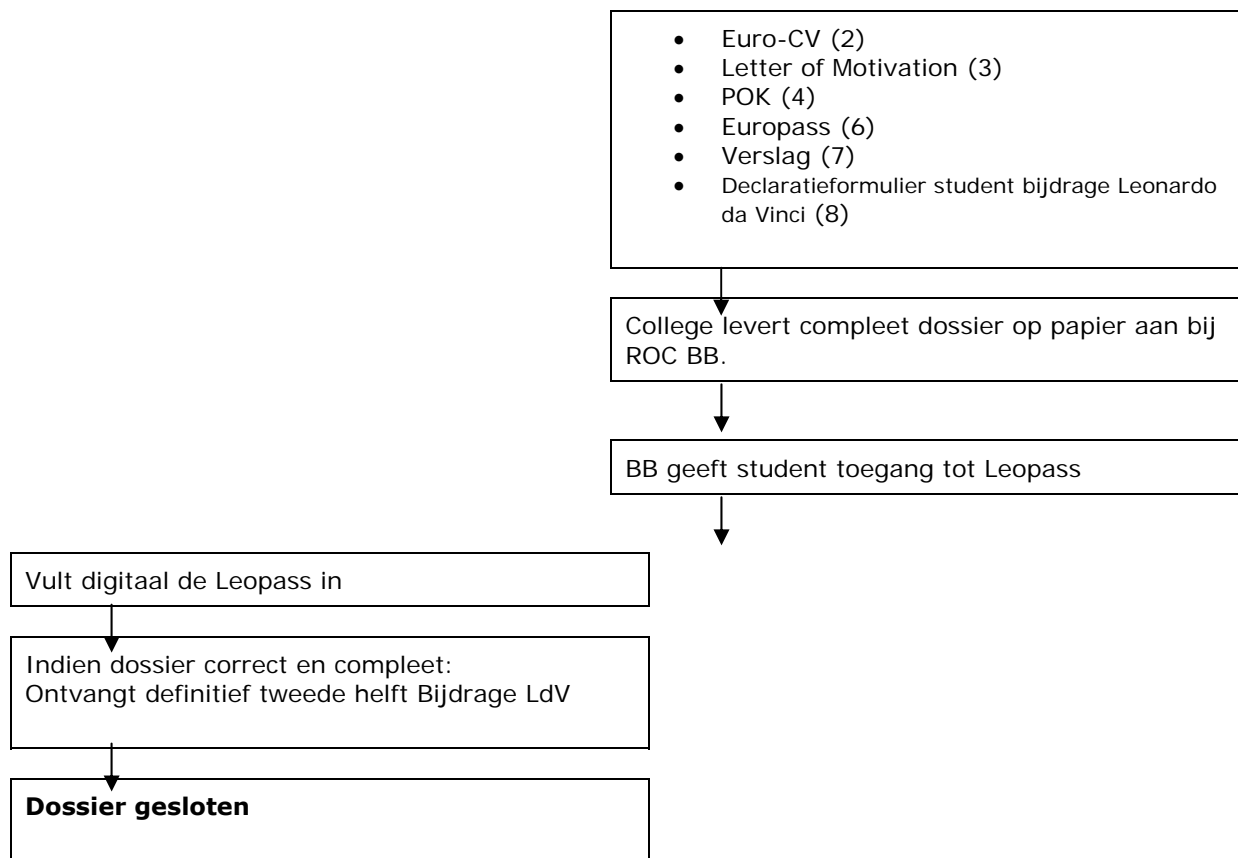 • Euro-CV (2)
• Letter of Motivation (3)
• POK (4)
• Europass (6)
• Verslag (7)
• Declaratieformulier student bijdrage Leonardo
da Vinci (8)
College levert compleet dossier op papier aan bij
ROC BB.
BB geeft student toegang tot Leopass
Vult digitaal de Leopass in
Indien dossier correct en compleet:
Ontvangt definitief tweede helft Bijdrage LdV
Dossier gesloten